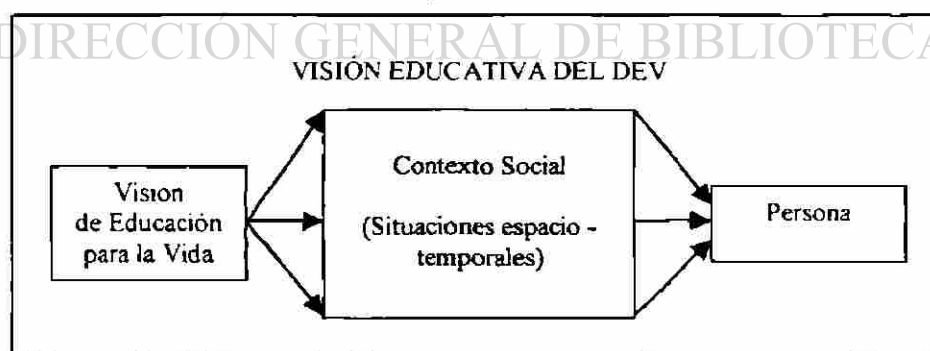 DIRECCIÓN GENERAL DE BIBLIOTECA
VISIÓN EDUCATIVA DEL DEV
Vision
de Educación
para la Vida
Contexto Social
(Situaciones espacio -
temporales)
Persona